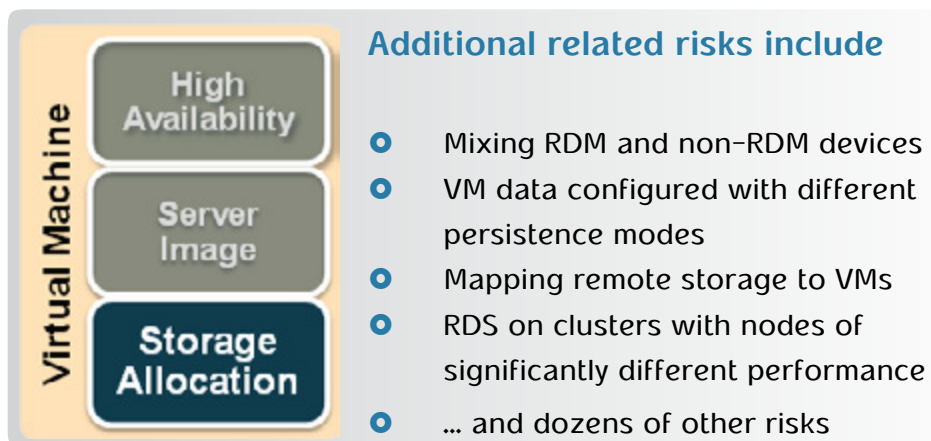 Virtual Machine
High
Availability
Server
Image
Storage
Allocation
Additional related risks include
Mixing RDM and non-RDM devices
VM data configured with different
persistence modes
Mapping remote storage to VMs
RDS on clusters with nodes of
significantly different performance
... and dozens of other risks